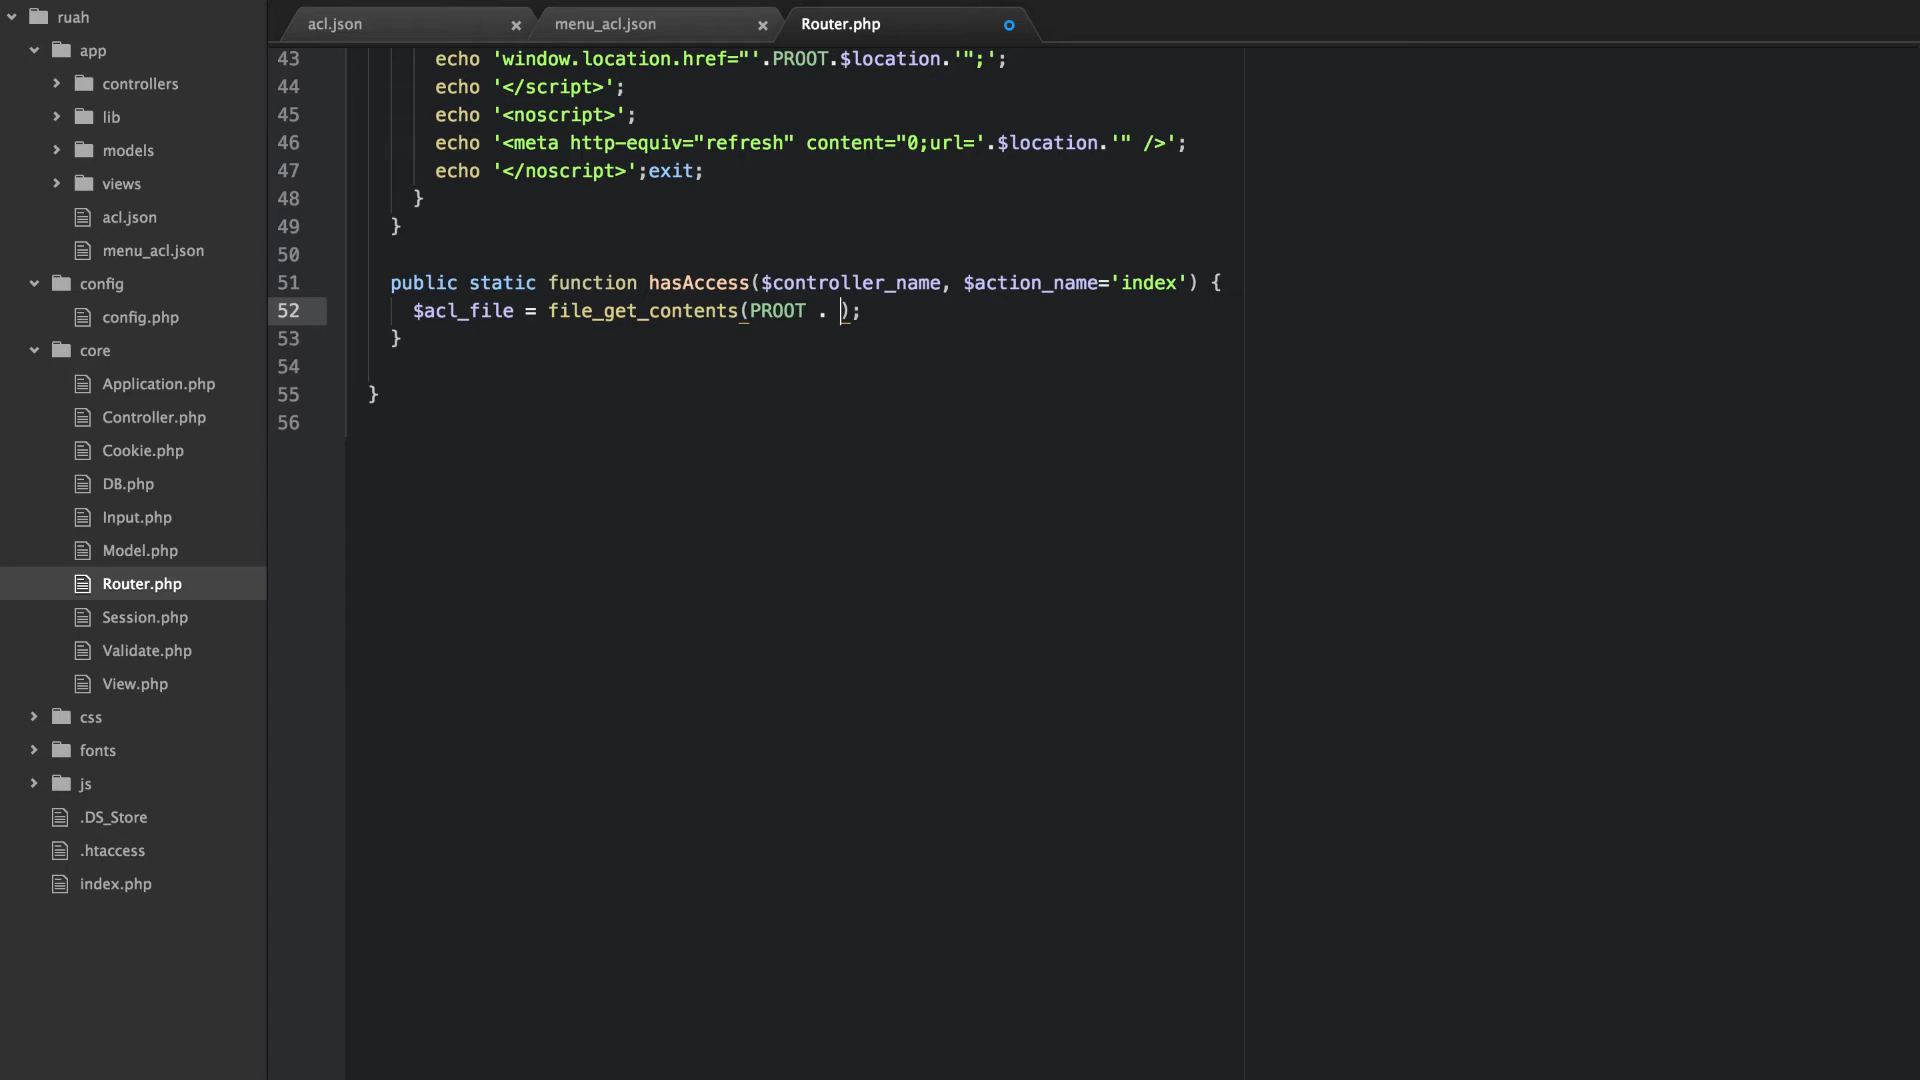 ruah
app
controllers
lib
models
views
acl.json
menu_acl.json
config
config.php
core
Application.php
Controller.php
Cookie.php
DB.php
Input.php
Model.php
Router.php
Session.php
Validate.php
View.php
css
fonts
js
.DS_Store
.htaccess
index.php
acl.json menu_acl.json Router.php
43 echo 'window.location.href="'.PROOT.$location.'";';
44 echo '</script>';
45 echo '<noscript>';
46 echo '<meta http-equiv="refresh" content="0;url='.$location.'" />';
47 echo '</noscript>';exit;
48 }
49 }
50
51 public static function hasAccess($controller_name, $action_name='index') {
52 $acl_file = file_get_contents(PROOT . );
53 }
54
55 }
56